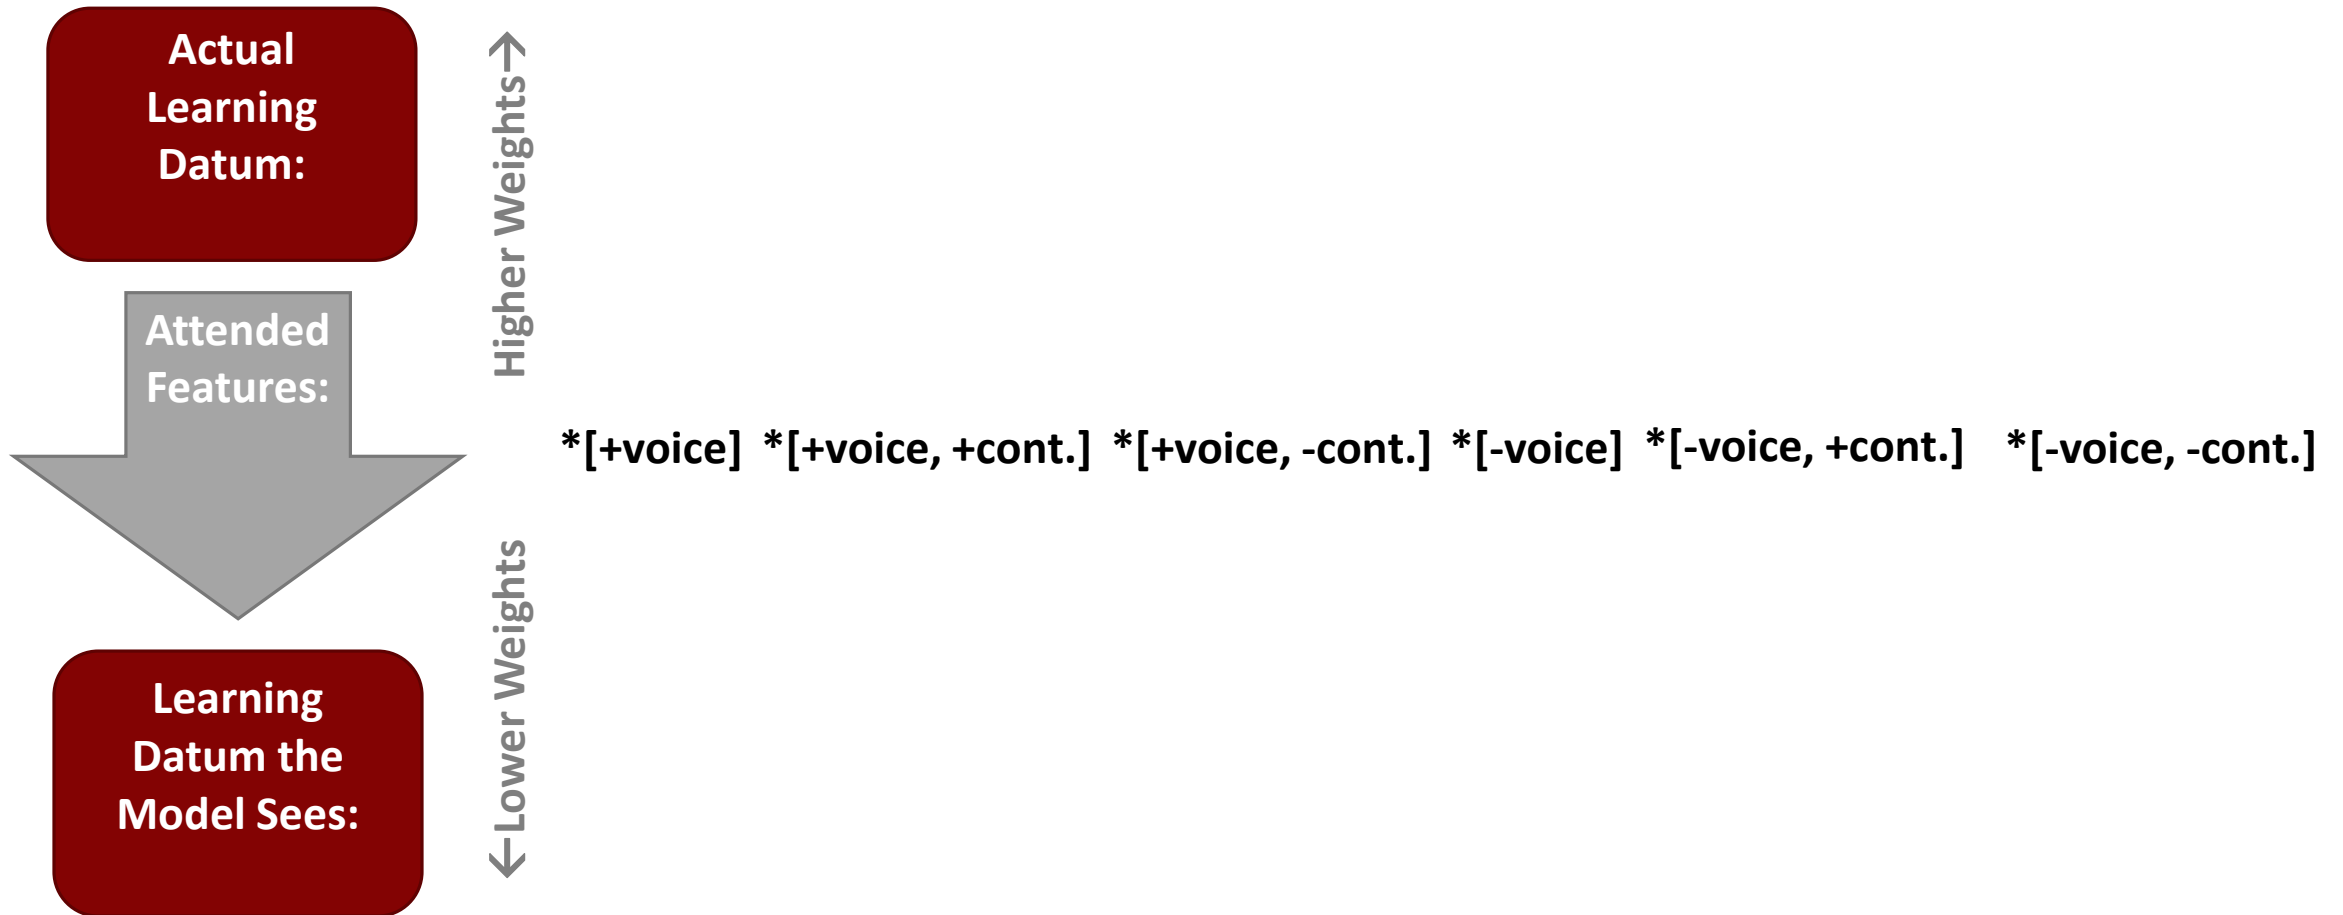 Actual
Learning
Datum:
Attended
Features:
Learning
Datum the
Model Sees:
Higher Weights→
←Lower Weights
*[+voice] *[+voice, +cont.] *[+voice, -cont.] *[-voice] *[-voice, +cont.] *[-voice, -cont.]